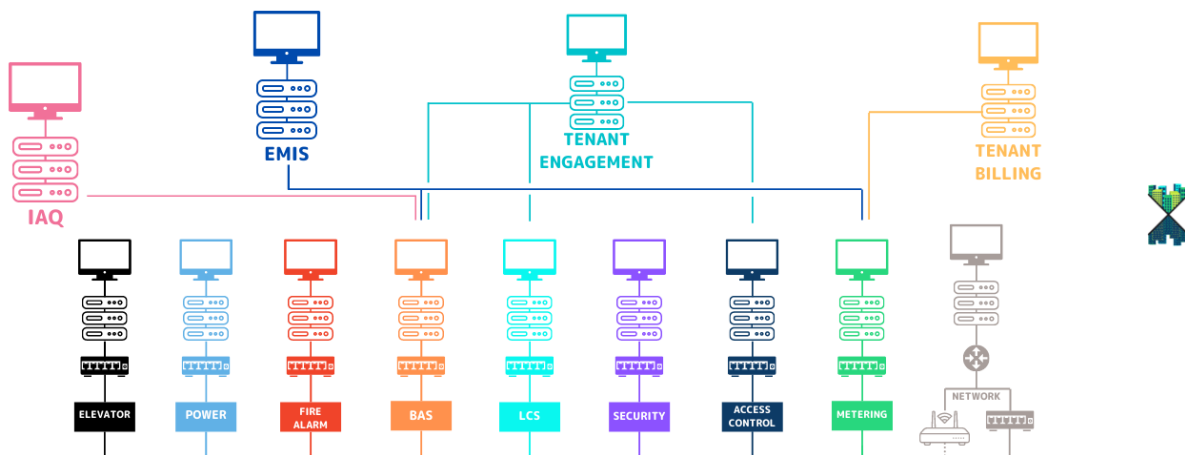 EMIS
TENANT
ENGAGEMENT
TENANT
BILLING
IAQ
ELEVATOR
POWER
FIRE
ALARM
BAS
LCS
SECURITY
ACCESS
CONTROL
METERING
NETWORK